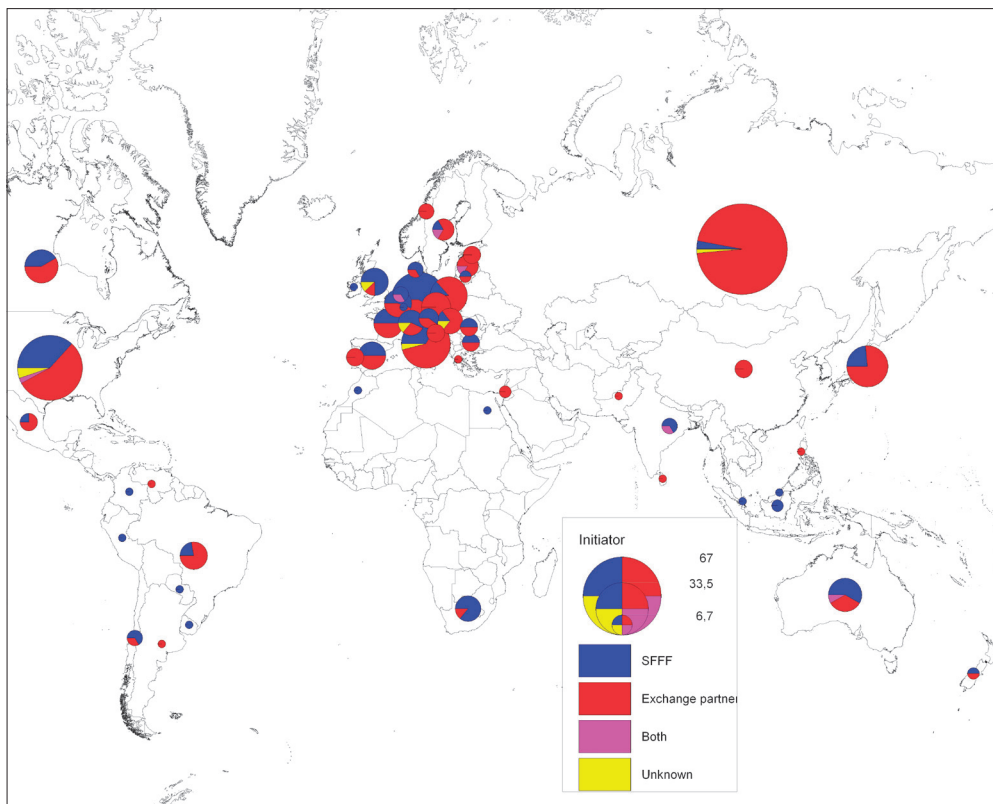 Initiator
67
33,5
6,7
SFFF
Exchange partner
Both
Unknown